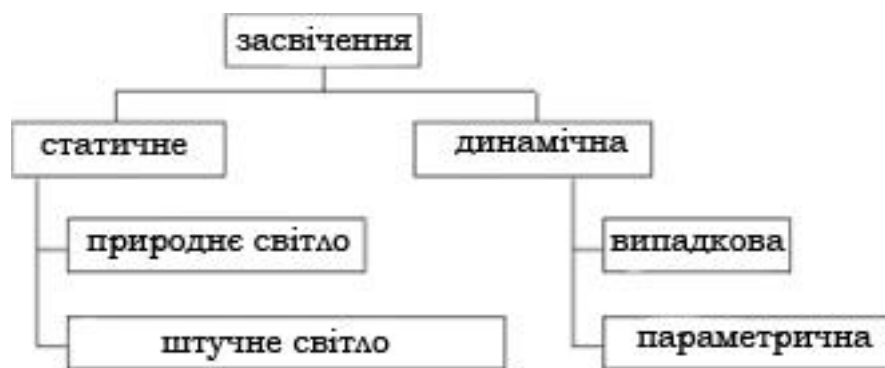 засвічення
статичне
динамічна
природнє світло
випадкова
штучне світло
параметрична